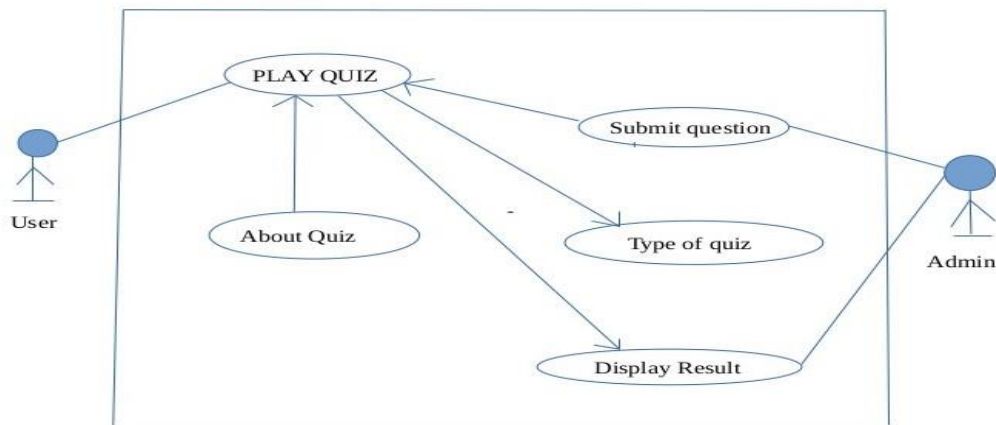 PLAY QUIZ
Submit question
User
About Quiz
Type of quiz
Admin
Display Result